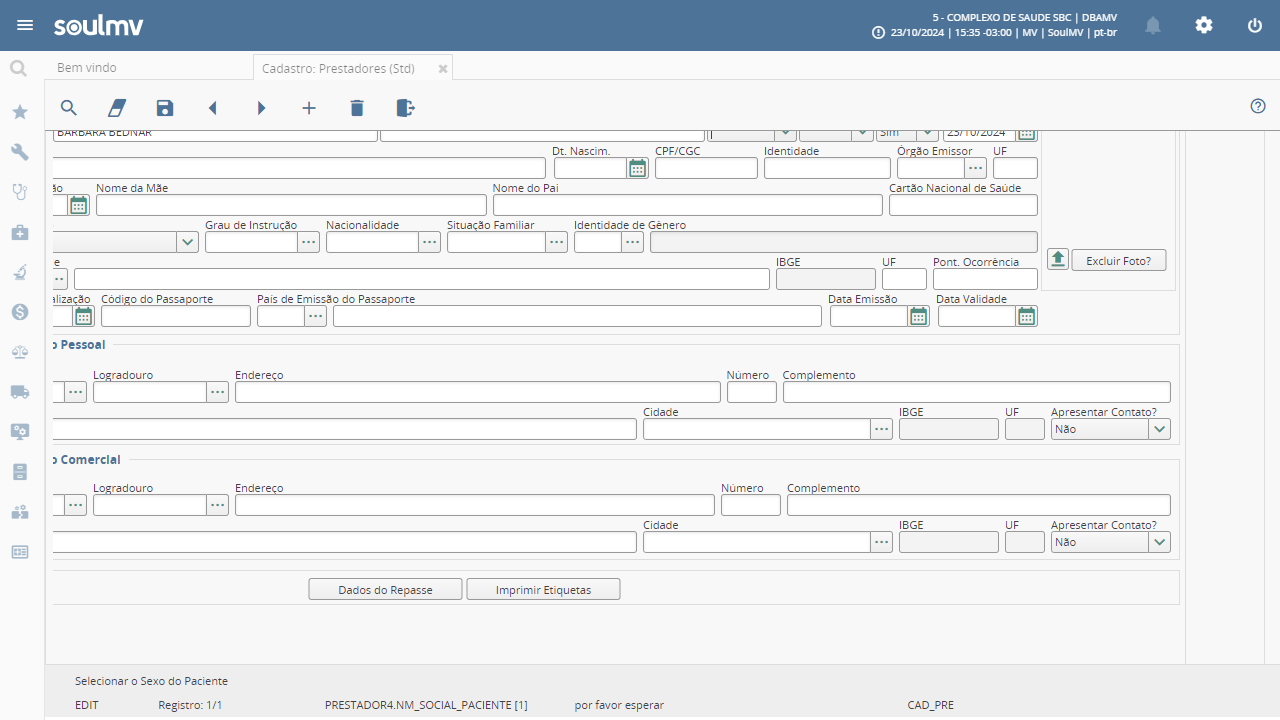 soulmv
5 - COMPLEXO DE SAUDE SBC | DBAMV
23/10/2024 | 15:35 -03:00 | MV | SoulMV | pt-br
Bem vindo
Cadastro: Prestadores (Std)
BARBARA BEDNAR
Sim
23/10/2024
Dt. Nascim.
CPF/CGC
Identidade
Órgão Emissor
UF
ão
Nome da Mãe
Nome do Pai
Cartão Nacional de Saúde
Grau de Instrução
Nacionalidade
Situação Familiar
Identidade de Gênero
e
IBGE
UF
Pont. Ocorrência
Excluir Foto?
alização
Código do Passaporte
País de Emissão do Passaporte
Data Emissão
Data Validade
o Pessoal
Logradouro
Endereço
Número
Complemento
Cidade
IBGE
UF
Apresentar Contato?
Não
o Comercial
Logradouro
Endereço
Número
Complemento
Cidade
IBGE
UF
Apresentar Contato?
Não
Dados do Repasse
Imprimir Etiquetas
Selecionar o Sexo do Paciente
EDIT
Registro: 1/1
PRESTADOR4.NM_SOCIAL_PACIENTE [1]
por favor esperar
CAD_PRE